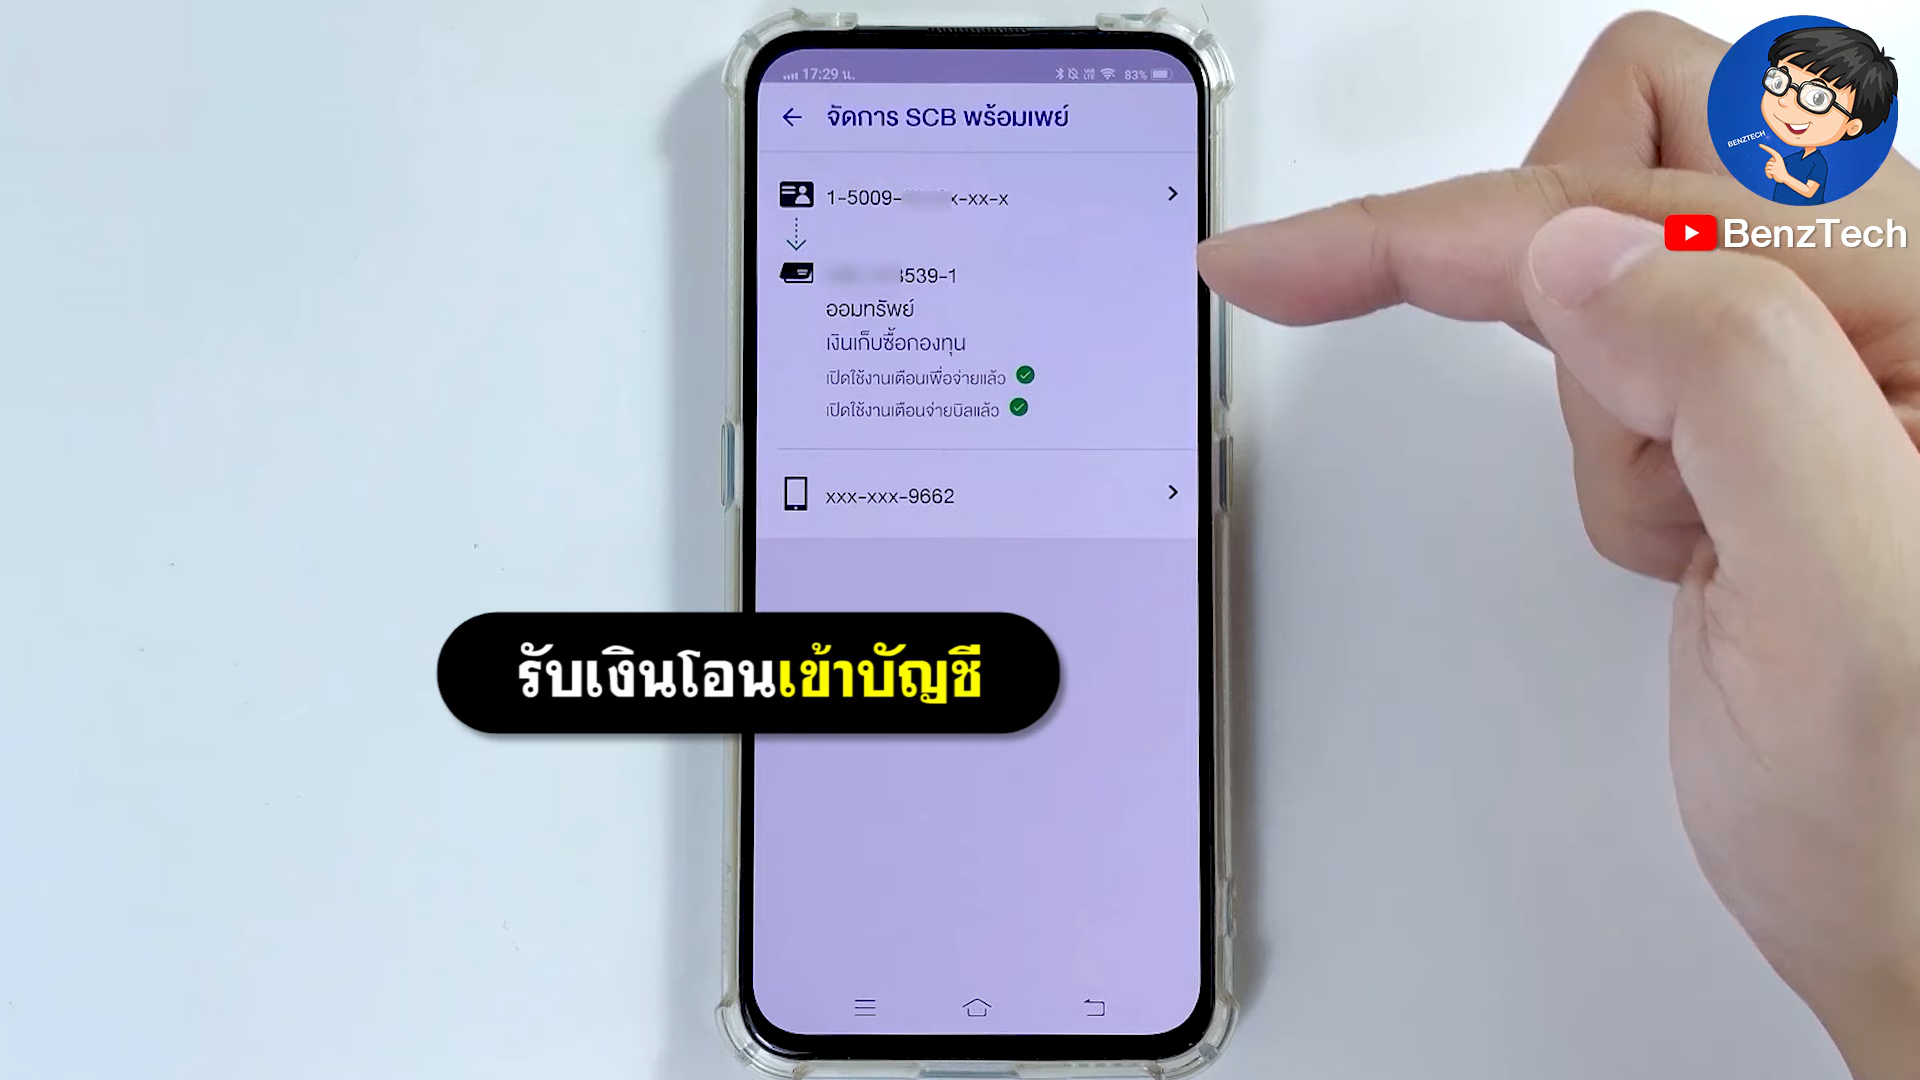 17:29 น.
83%
จัดการ SCB พร้อมเพย์
1-5009-
x-xx-x
3539-1
ออมทรัพย์
เงินเก็บซื้อกองทุน
เปิดใช้งานเตือนเพื่อจ่ายแล้ว
เปิดใช้งานเตือนจ่ายบิลแล้ว
xxx-xxx-9662
รับเงินโอนเข้าบัญชี
BENZTECH
BenzTech